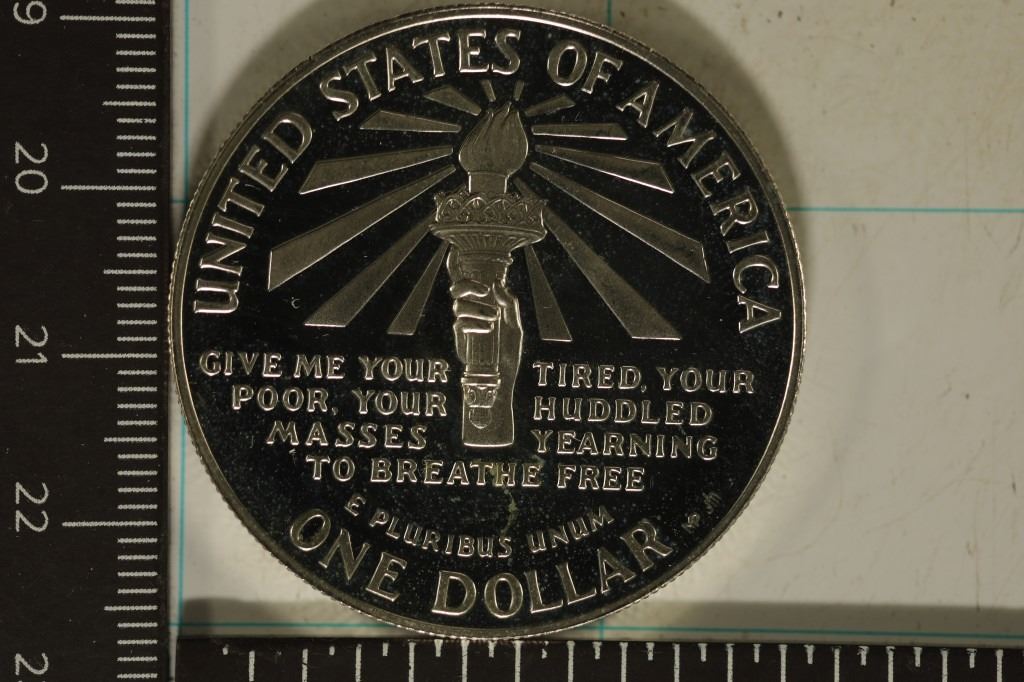 UNITED STATES OF AMERICA
GIVE ME YOUR TIRED, YOUR
POOR, YOUR HUDDLED
MASSES YEARNING
TO BREATHE FREE
E PLURIBUS UNUM
ONE DOLLAR
20
21
22